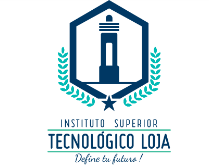 INSTITUTO SUPERIOR
TECNOLÓGICO LOJA
Define tu futuro !